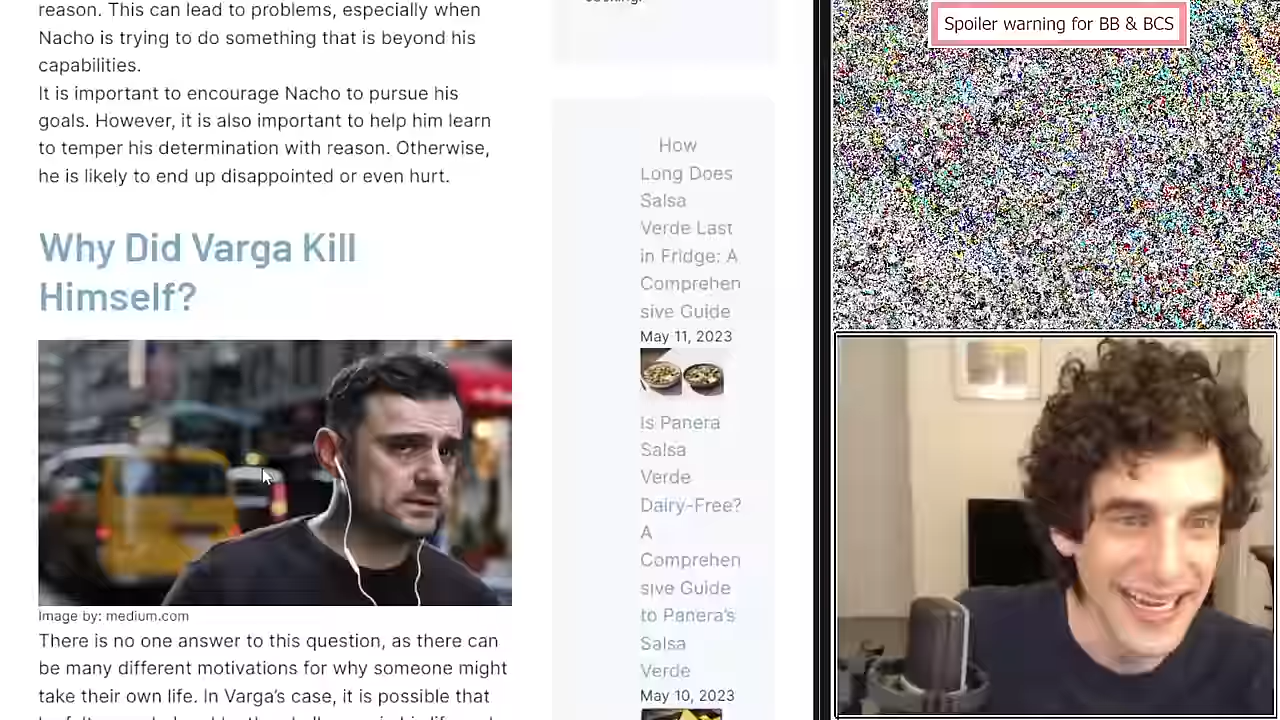 reason. This can lead to problems, especially when
Nacho is trying to do something that is beyond his
capabilities.
It is important to encourage Nacho to pursue his
goals. However, it is also important to help him learn
to temper his determination with reason. Otherwise,
he is likely to end up disappointed or even hurt.
Why Did Varga Kill
Himself?
Image by: medium.com
There is no one answer to this question, as there can
be many different motivations for why someone might
take their own life. In Varga's case, it is possible that
How
Long Does
Salsa
Verde Last
in Fridge: A
Comprehen
sive Guide
May 11, 2023
Is Panera
Salsa
Verde
Dairy-Free?
A
Comprehen
sive Guide
to Panera's
Salsa
Verde
May 10, 2023
Spoiler warning for BB & BCS